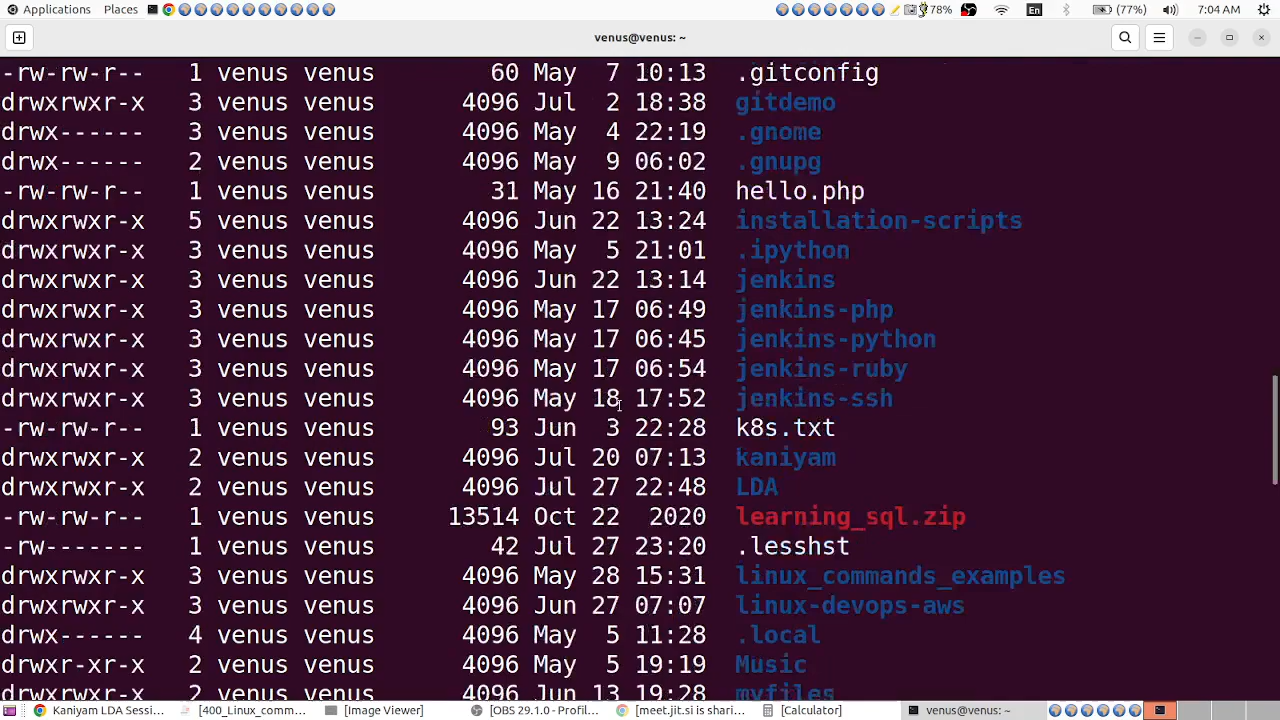 Applications Places 78% En (77%) 7:04 AM
venus@venus: ~
-rw-rw-r-- 1 venus venus 60 May 7 10:13 .gitconfig
drwxrwxr-x 3 venus venus 4096 Jul 2 18:38 gitdemo
drwx------ 3 venus venus 4096 May 4 22:19 .gnome
drwx------ 2 venus venus 4096 May 9 06:02 .gnupg
-rw-rw-r-- 1 venus venus 31 May 16 21:40 hello.php
drwxrwxr-x 5 venus venus 4096 Jun 22 13:24 installation-scripts
drwxrwxr-x 3 venus venus 4096 May 5 21:01 .ipython
drwxrwxr-x 3 venus venus 4096 Jun 22 13:14 jenkins
drwxrwxr-x 3 venus venus 4096 May 17 06:49 jenkins-php
drwxrwxr-x 3 venus venus 4096 May 17 06:45 jenkins-python
drwxrwxr-x 3 venus venus 4096 May 17 06:54 jenkins-ruby
drwxrwxr-x 3 venus venus 4096 May 18 17:52 jenkins-ssh
-rw-rw-r-- 1 venus venus 93 Jun 3 22:28 k8s.txt
drwxrwxr-x 2 venus venus 4096 Jul 20 07:13 kaniyam
drwxrwxr-x 2 venus venus 4096 Jul 27 22:48 LDA
-rw-rw-r-- 1 venus venus 13514 Oct 22 2020 learning_sql.zip
-rw------- 1 venus venus 42 Jul 27 23:20 .lesshst
drwxrwxr-x 3 venus venus 4096 May 28 15:31 linux_commands_examples
drwxrwxr-x 3 venus venus 4096 Jun 27 07:07 linux-devops-aws
drwx------ 4 venus venus 4096 May 5 11:28 .local
drwxr-xr-x 2 venus venus 4096 May 5 19:19 Music
drwxrwxr-x 2 venus venus 4096 Jun 13 19:28 myfiles
Kaniyam LDA Sessi... [400_Linux_comm... [Image Viewer] [OBS 29.1.0 - Profil... [meet.jit.si is shari... [Calculator] venus@venus: ~